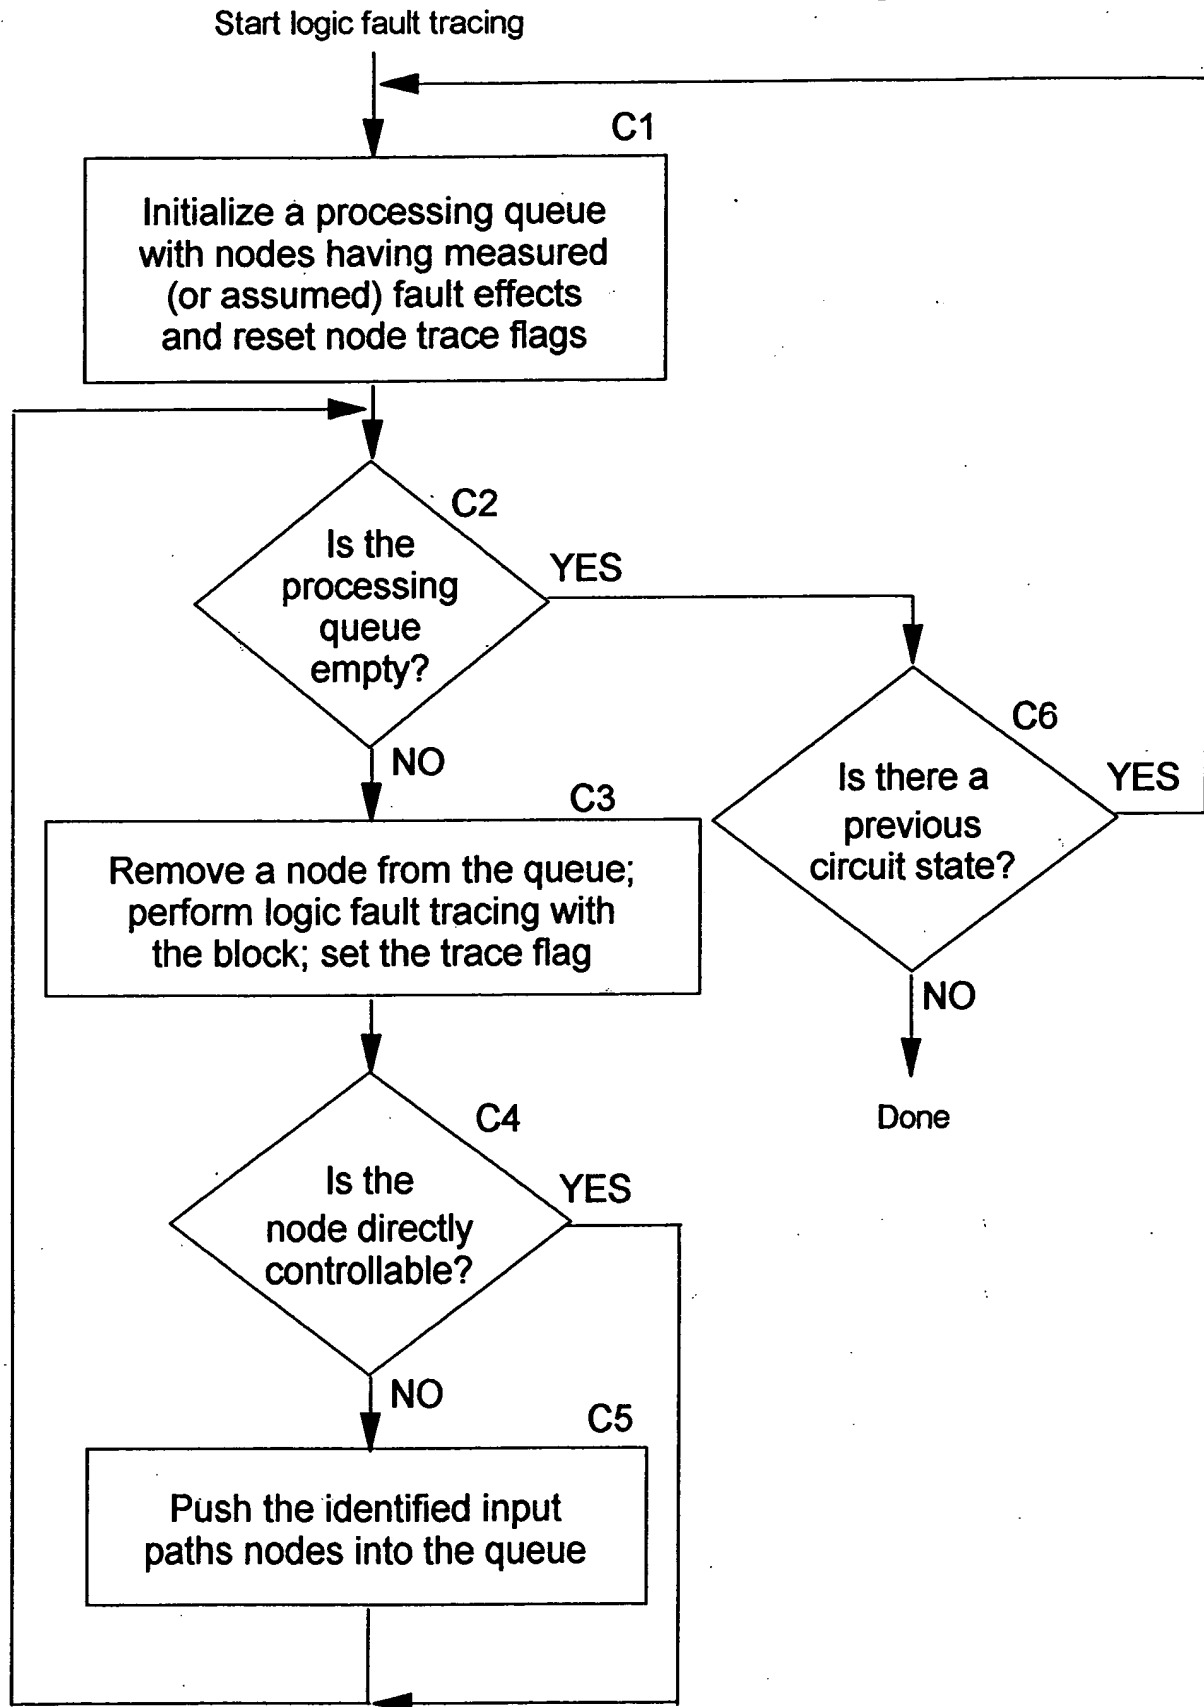 Start logic fault tracing
C1
Initialize a processing queue
with nodes having measured
(or assumed) fault effects
and reset node trace flags
C2
Is the
processing
queue
empty?
YES
NO
C6
Is there a
previous
circuit state?
YES
NO
Done
C3
Remove a node from the queue;
perform logic fault tracing with
the block; set the trace flag
C4
Is the
node directly
controllable?
YES
NO
C5
Push the identified input
paths nodes into the queue